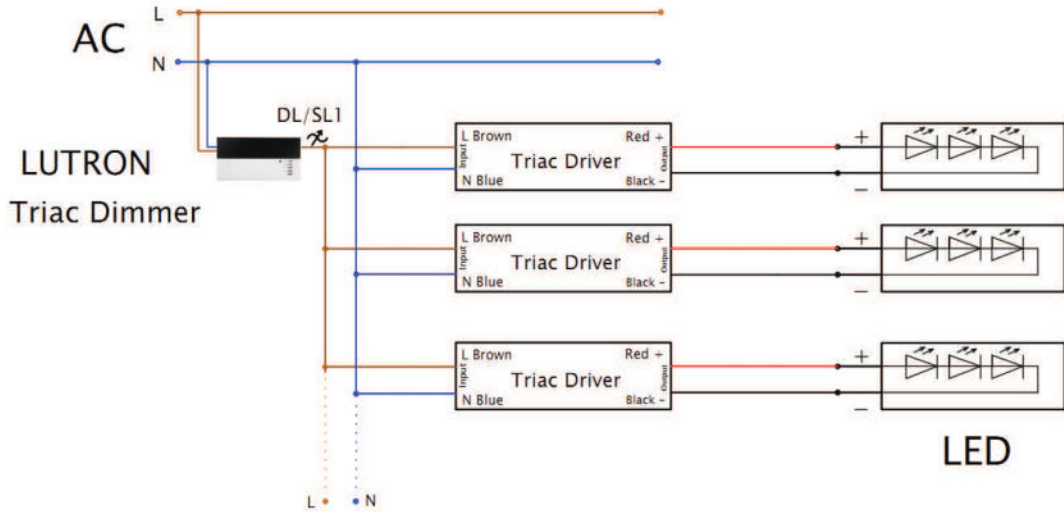 L
AC
N
DL/SL1
LUTRON
Triac Dimmer
L Brown
Input
N Blue
Triac Driver
Red +
Output
Black -
+
−
L Brown
Input
N Blue
Triac Driver
Red +
Output
Black -
+
−
L Brown
Input
N Blue
Triac Driver
Red +
Output
Black -
+
−
LED
L
N